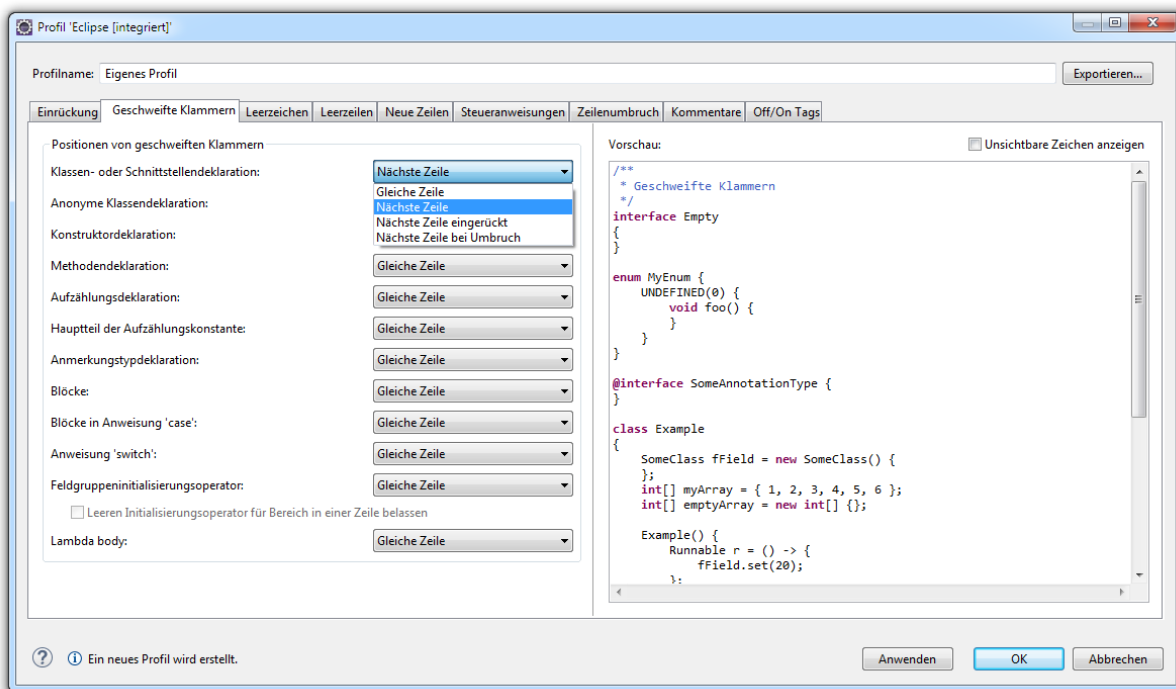 Profil 'Eclipse [integriert]'
Profilname: Eigenes Profil Exportieren...
Einrückung Geschweifte Klammern Leerzeichen Leerzeilen Neue Zeilen Steueranweisungen Zeilenumbruch Kommentare Off/On Tags
Positionen von geschweiften Klammern
Klassen- oder Schnittstellendeklaration: Nächste Zeile
Gleiche Zeile
Nächste Zeile
Nächste Zeile eingerückt
Nächste Zeile bei Umbruch
Anonyme Klassendeklaration:
Konstruktordeklaration:
Methodendeklaration: Gleiche Zeile
Aufzählungsdeklaration: Gleiche Zeile
Hauptteil der Aufzählungskonstante: Gleiche Zeile
Anmerkungstypdeklaration: Gleiche Zeile
Blöcke: Gleiche Zeile
Blöcke in Anweisung 'case': Gleiche Zeile
Anweisung 'switch': Gleiche Zeile
Feldgruppeninitialisierungsoperator: Gleiche Zeile
Leeren Initialisierungsoperator für Bereich in einer Zeile belassen
Lambda body: Gleiche Zeile
Vorschau: Unsichtbare Zeichen anzeigen
/**
 * Geschweifte Klammern
 */
interface Empty
{
}
enum MyEnum {
    UNDEFINED(0) {
        void foo() {
        }
    }
}
@interface SomeAnnotationType {
}
class Example
{
    SomeClass fField = new SomeClass() {
    };
    int[] myArray = { 1, 2, 3, 4, 5, 6 };
    int[] emptyArray = new int[] {};
    Example() {
        Runnable r = () -> {
            fField.set(20);
        };
? i Ein neues Profil wird erstellt. Anwenden OK Abbrechen